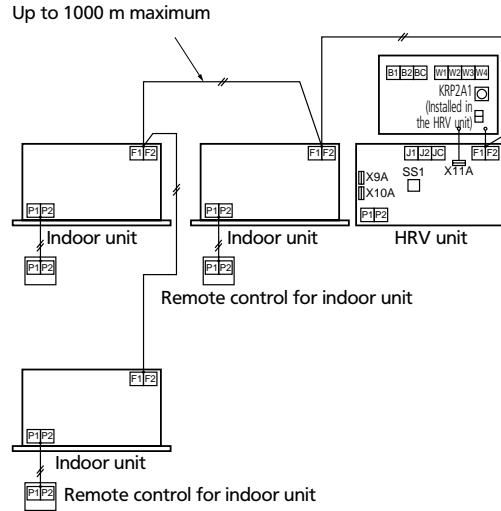 Up to 1000 m maximum
B1 B2 BC W1 W2 W3 W4
KRP2A1
(Installed in
the HRV unit)
F1 F2
F1 F2
J1 J2 JC
F1 F2
X9A
SS1
X11A
X10A
P1 P2
P1 P2
P1 P2
Indoor unit
Indoor unit
HRV unit
P1 P2
P1 P2
Remote control for indoor unit
F1 F2
P1 P2
Indoor unit
P1 P2
Remote control for indoor unit